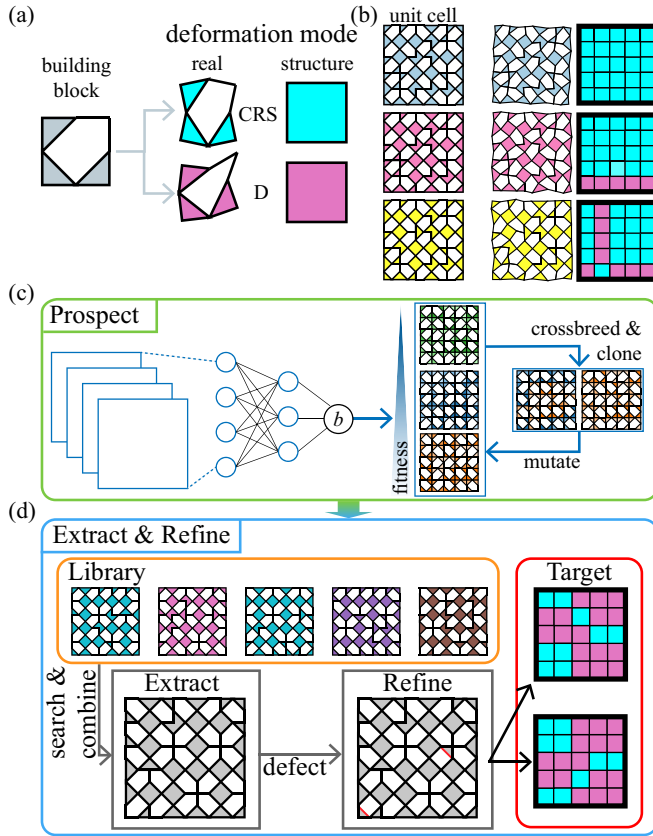 (a)
deformation mode
building
block
real
structure
CRS
D
(b)
unit cell
(c)
Prospect
b
fitness
crossbreed &
clone
mutate
(d)
Extract & Refine
Library
Target
search &
combine
Extract
defect
Refine